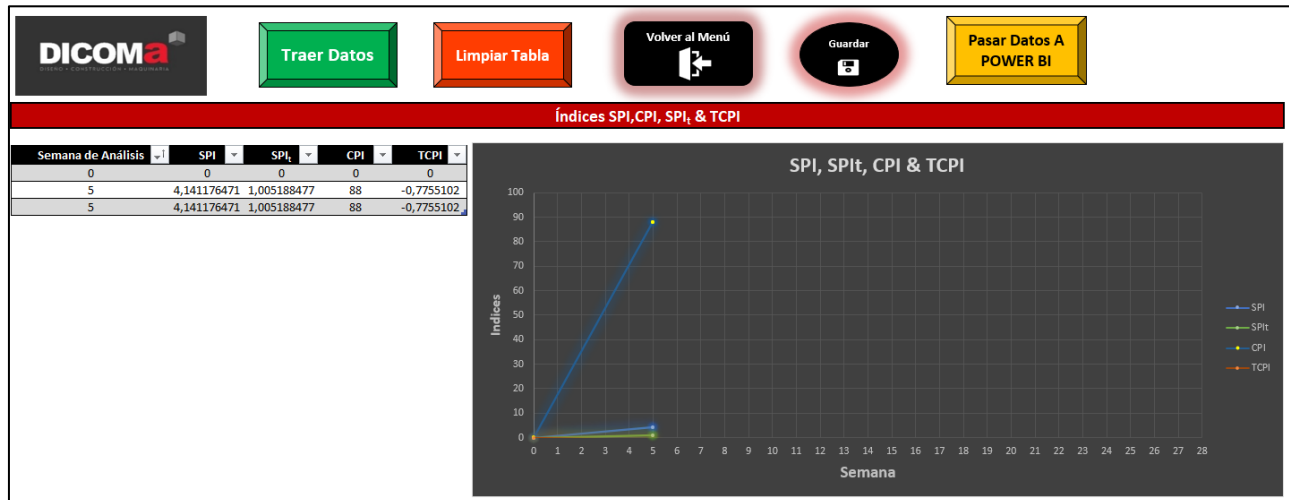 DICOMa
DISEÑO • CONSTRUCCIÓN • MAQUINARIA
Traer Datos
Limpiar Tabla
Volver al Menú
Guardar
Pasar Datos A
POWER BI
Índices SPI,CPI, SPIt & TCPI
Semana de Análisis SPI SPIt CPI TCPI
0 0 0 0 0
5 4,141176471 1,005188477 88 -0,7755102
5 4,141176471 1,005188477 88 -0,7755102
SPI, SPIt, CPI & TCPI
100
90
80
70
60
50
40
30
20
10
0
Indices
0 1 2 3 4 5 6 7 8 9 10 11 12 13 14 15 16 17 18 19 20 21 22 23 24 25 26 27 28
Semana
SPI
SPIt
CPI
TCPI